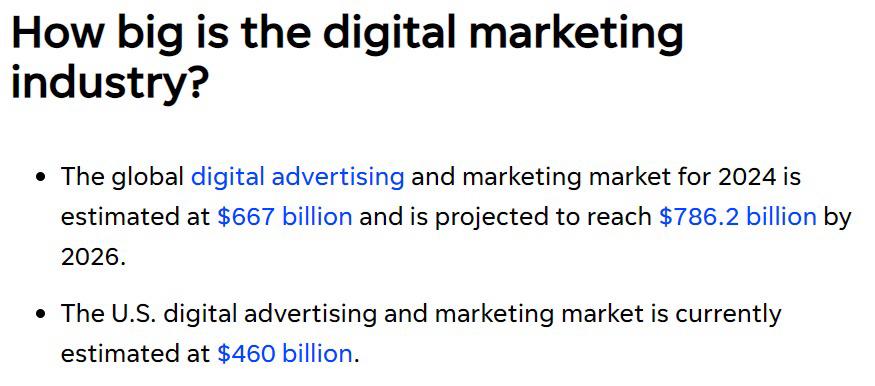 How big is the digital marketing
industry?
• The global digital advertising and marketing market for 2024 is
estimated at $667 billion and is projected to reach $786.2 billion by
2026.
• The U.S. digital advertising and marketing market is currently
estimated at $460 billion.